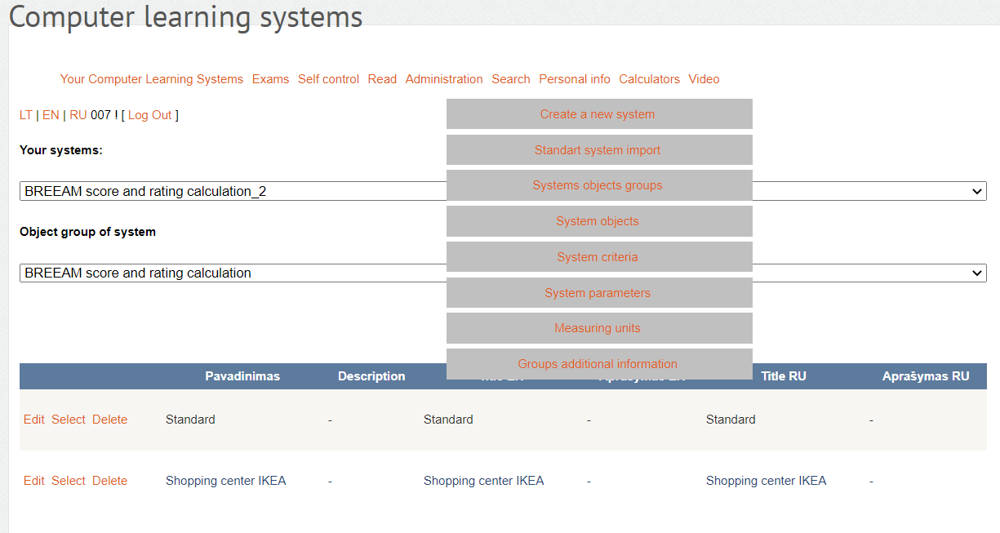 Computer learning systems
Your Computer Learning Systems Exams Self control Read Administration Search Personal info Calculators Video
LT | EN | RU 007 ! [ Log Out ]
Create a new system
Standart system import
Systems objects groups
System objects
System criteria
System parameters
Measuring units
Groups additional information
Your systems:
BREEAM score and rating calculation_2
Object group of system
BREEAM score and rating calculation
Pavadinimas Description Title RU Aprašymas RU
Edit Select Delete Standard - Standard - Standard -
Edit Select Delete Shopping center IKEA - Shopping center IKEA - Shopping center IKEA -